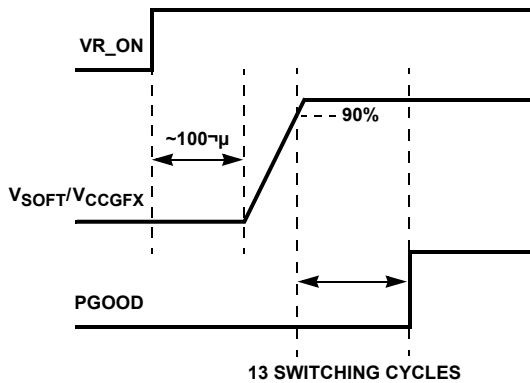 VR_ON
90%
~100¬µ
VSOFT/VCCGFX
PGOOD
13 SWITCHING CYCLES